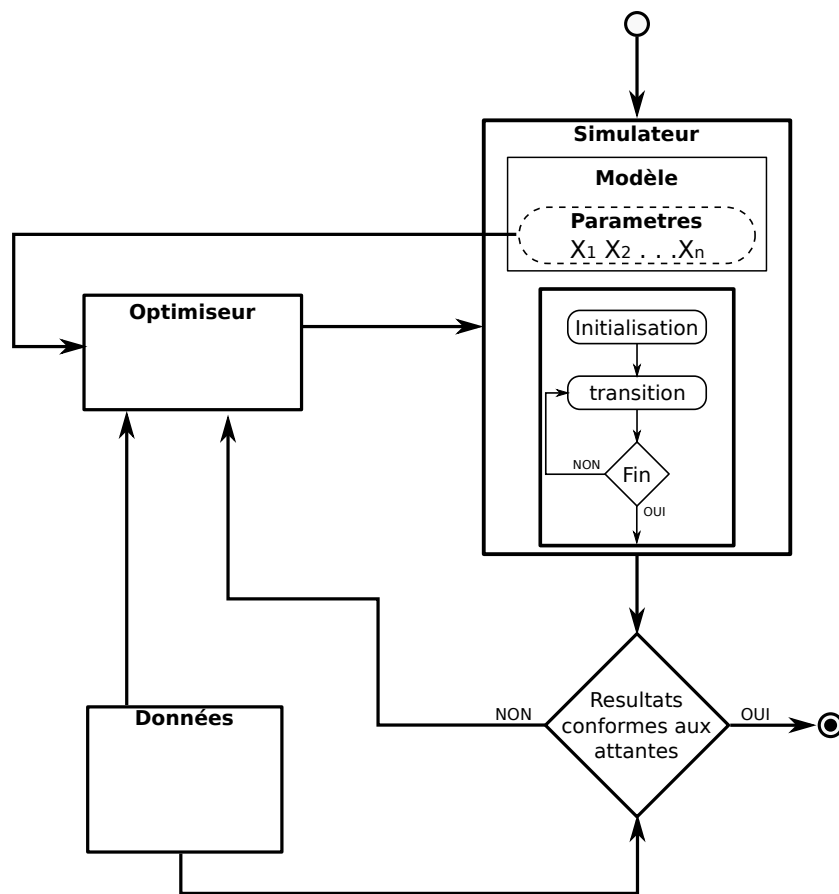 Simulateur
Modèle
Parametres
X1 X2 . . .Xn
Optimiseur
Initialisation
transition
NON
Fin
OUI
Données
NON
Resultats
conformes aux
attantes
OUI